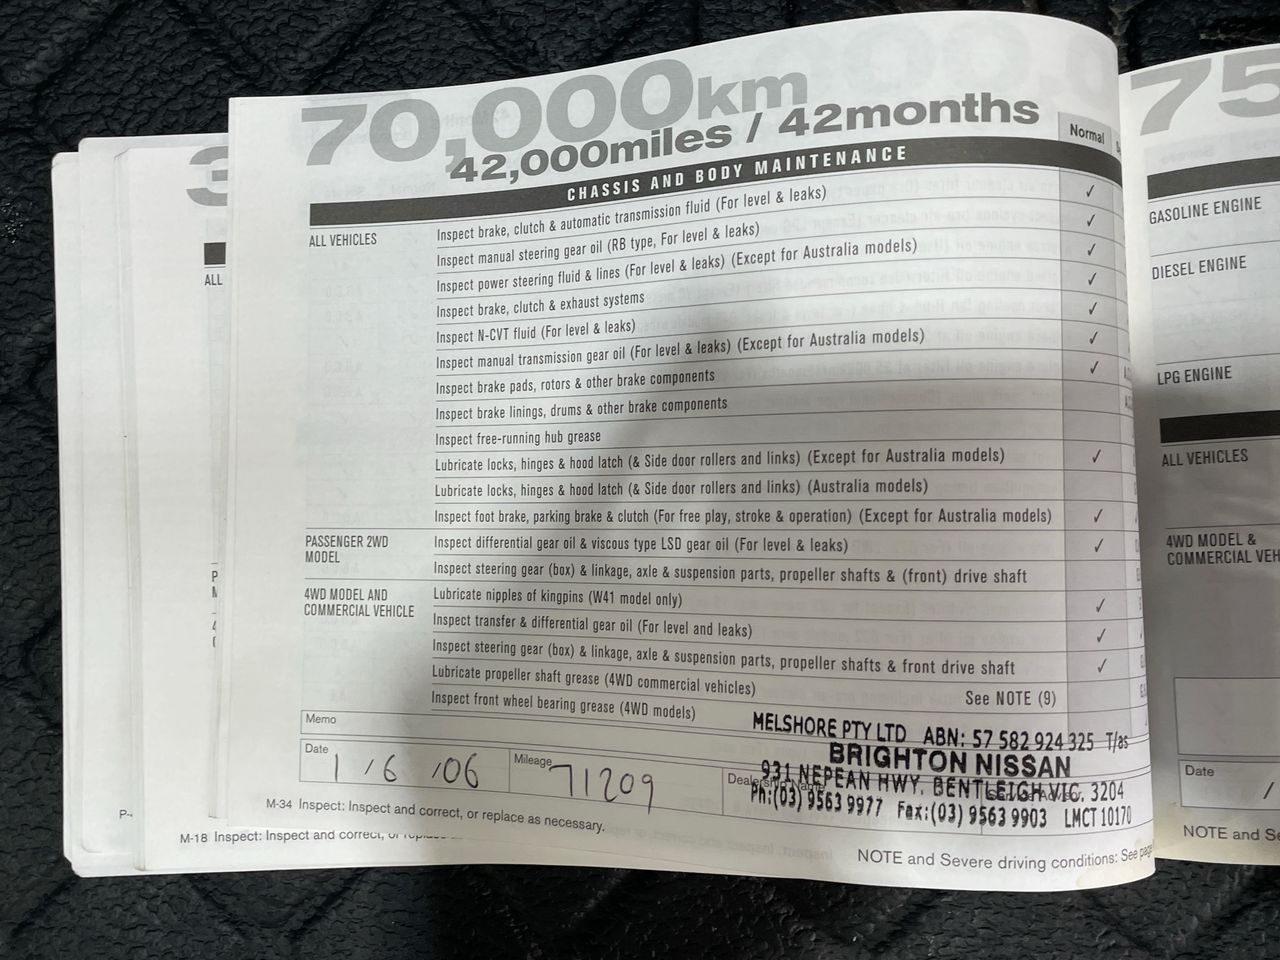 70,000km
42,000miles / 42months
Normal
CHASSIS AND BODY MAINTENANCE
ALL VEHICLES
Inspect brake, clutch & automatic transmission fluid (For level & leaks) ✓
Inspect manual steering gear oil (RB type, For level & leaks) ✓
Inspect power steering fluid & lines (For level & leaks) (Except for Australia models) ✓
Inspect brake, clutch & exhaust systems ✓
Inspect N-CVT fluid (For level & leaks) ✓
Inspect manual transmission gear oil (For level & leaks) (Except for Australia models) ✓
Inspect brake pads, rotors & other brake components ✓
Inspect brake linings, drums & other brake components
Inspect free-running hub grease
Lubricate locks, hinges & hood latch (& Side door rollers and links) (Except for Australia models) ✓
Lubricate locks, hinges & hood latch (& Side door rollers and links) (Australia models)
Inspect foot brake, parking brake & clutch (For free play, stroke & operation) (Except for Australia models) ✓
PASSENGER 2WD
MODEL
Inspect differential gear oil & viscous type LSD gear oil (For level & leaks) ✓
Inspect steering gear (box) & linkage, axle & suspension parts, propeller shafts & (front) drive shaft
4WD MODEL AND
COMMERCIAL VEHICLE
Lubricate nipples of kingpins (W41 model only) ✓
Inspect transfer & differential gear oil (For level and leaks) ✓
Inspect steering gear (box) & linkage, axle & suspension parts, propeller shafts & front drive shaft ✓
Lubricate propeller shaft grease (4WD commercial vehicles)
See NOTE (9)
Inspect front wheel bearing grease (4WD models)
Memo
MELSHORE PTY LTD ABN: 57 582 924 325 T/as
BRIGHTON NISSAN
931 NEPEAN HWY, BENTLEIGH VIC, 3204
Ph:(03) 9563 9977 Fax:(03) 9563 9903 LMCT 10170
Date
1 / 6 / 06
Mileage
71209
Dealership Name
Service Advisor
M-34 Inspect: Inspect and correct, or replace as necessary.
NOTE and Severe driving conditions: See page
M-18 Inspect: Inspect and correct, or
ALL
75
GASOLINE ENGINE
DIESEL ENGINE
LPG ENGINE
ALL VEHICLES
4WD MODEL &
COMMERCIAL VEH
Date
/
NOTE and Se